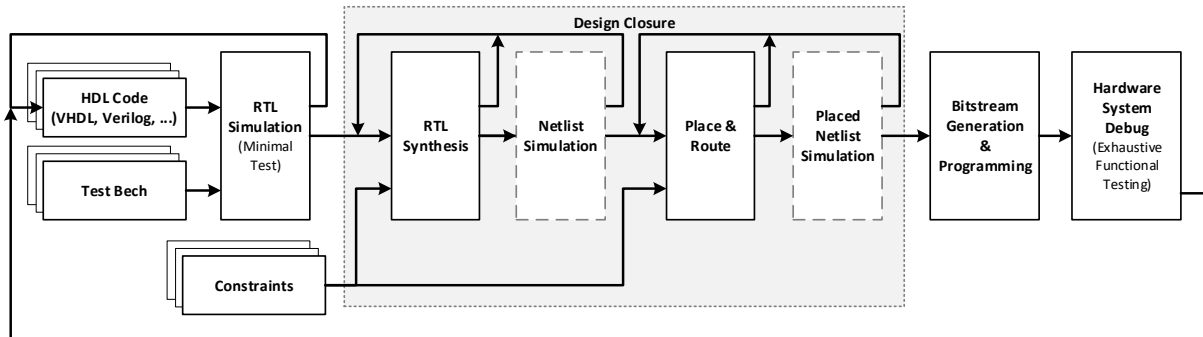 Design Closure
HDL Code
(VHDL, Verilog, ...)
Test Bech
RTL
Simulation
(Minimal
Test)
Constraints
RTL
Synthesis
Netlist
Simulation
Place &
Route
Placed
Netlist
Simulation
Bitstream
Generation
&
Programming
Hardware
System
Debug
(Exhaustive
Functional
Testing)